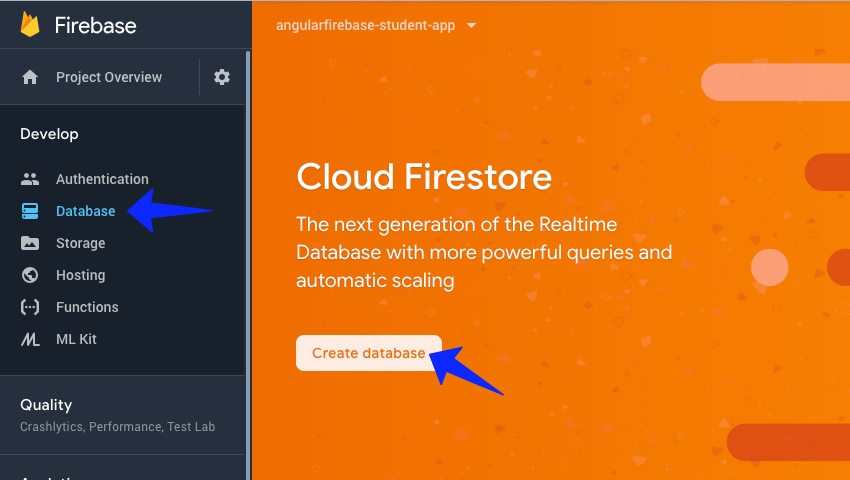 Firebase
angularfirebase-student-app
Project Overview
Develop
Authentication
Database
Storage
Hosting
Functions
ML Kit
Quality
Crashlytics, Performance, Test Lab
Cloud Firestore
The next generation of the Realtime
Database with more powerful queries and
automatic scaling
Create database